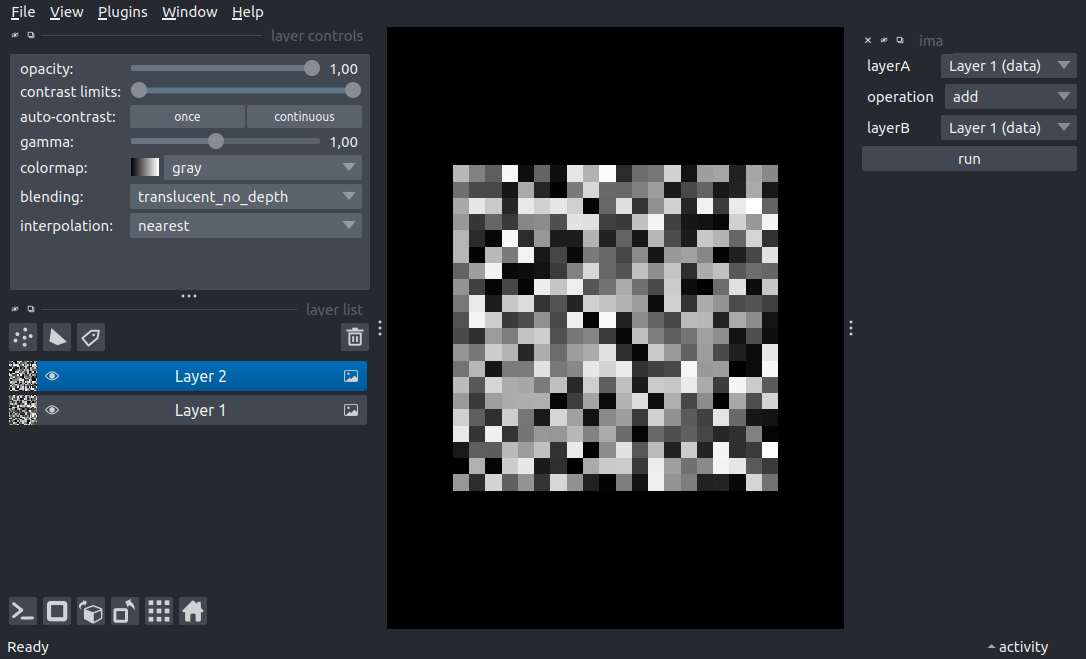 File View Plugins Window Help
layer controls
opacity: 1,00
contrast limits:
auto-contrast: once continuous
gamma: 1,00
colormap: gray
blending: translucent_no_depth
interpolation: nearest
layer list
Layer 2
Layer 1
ima
layerA Layer 1 (data)
operation add
layerB Layer 1 (data)
run
Ready
activity